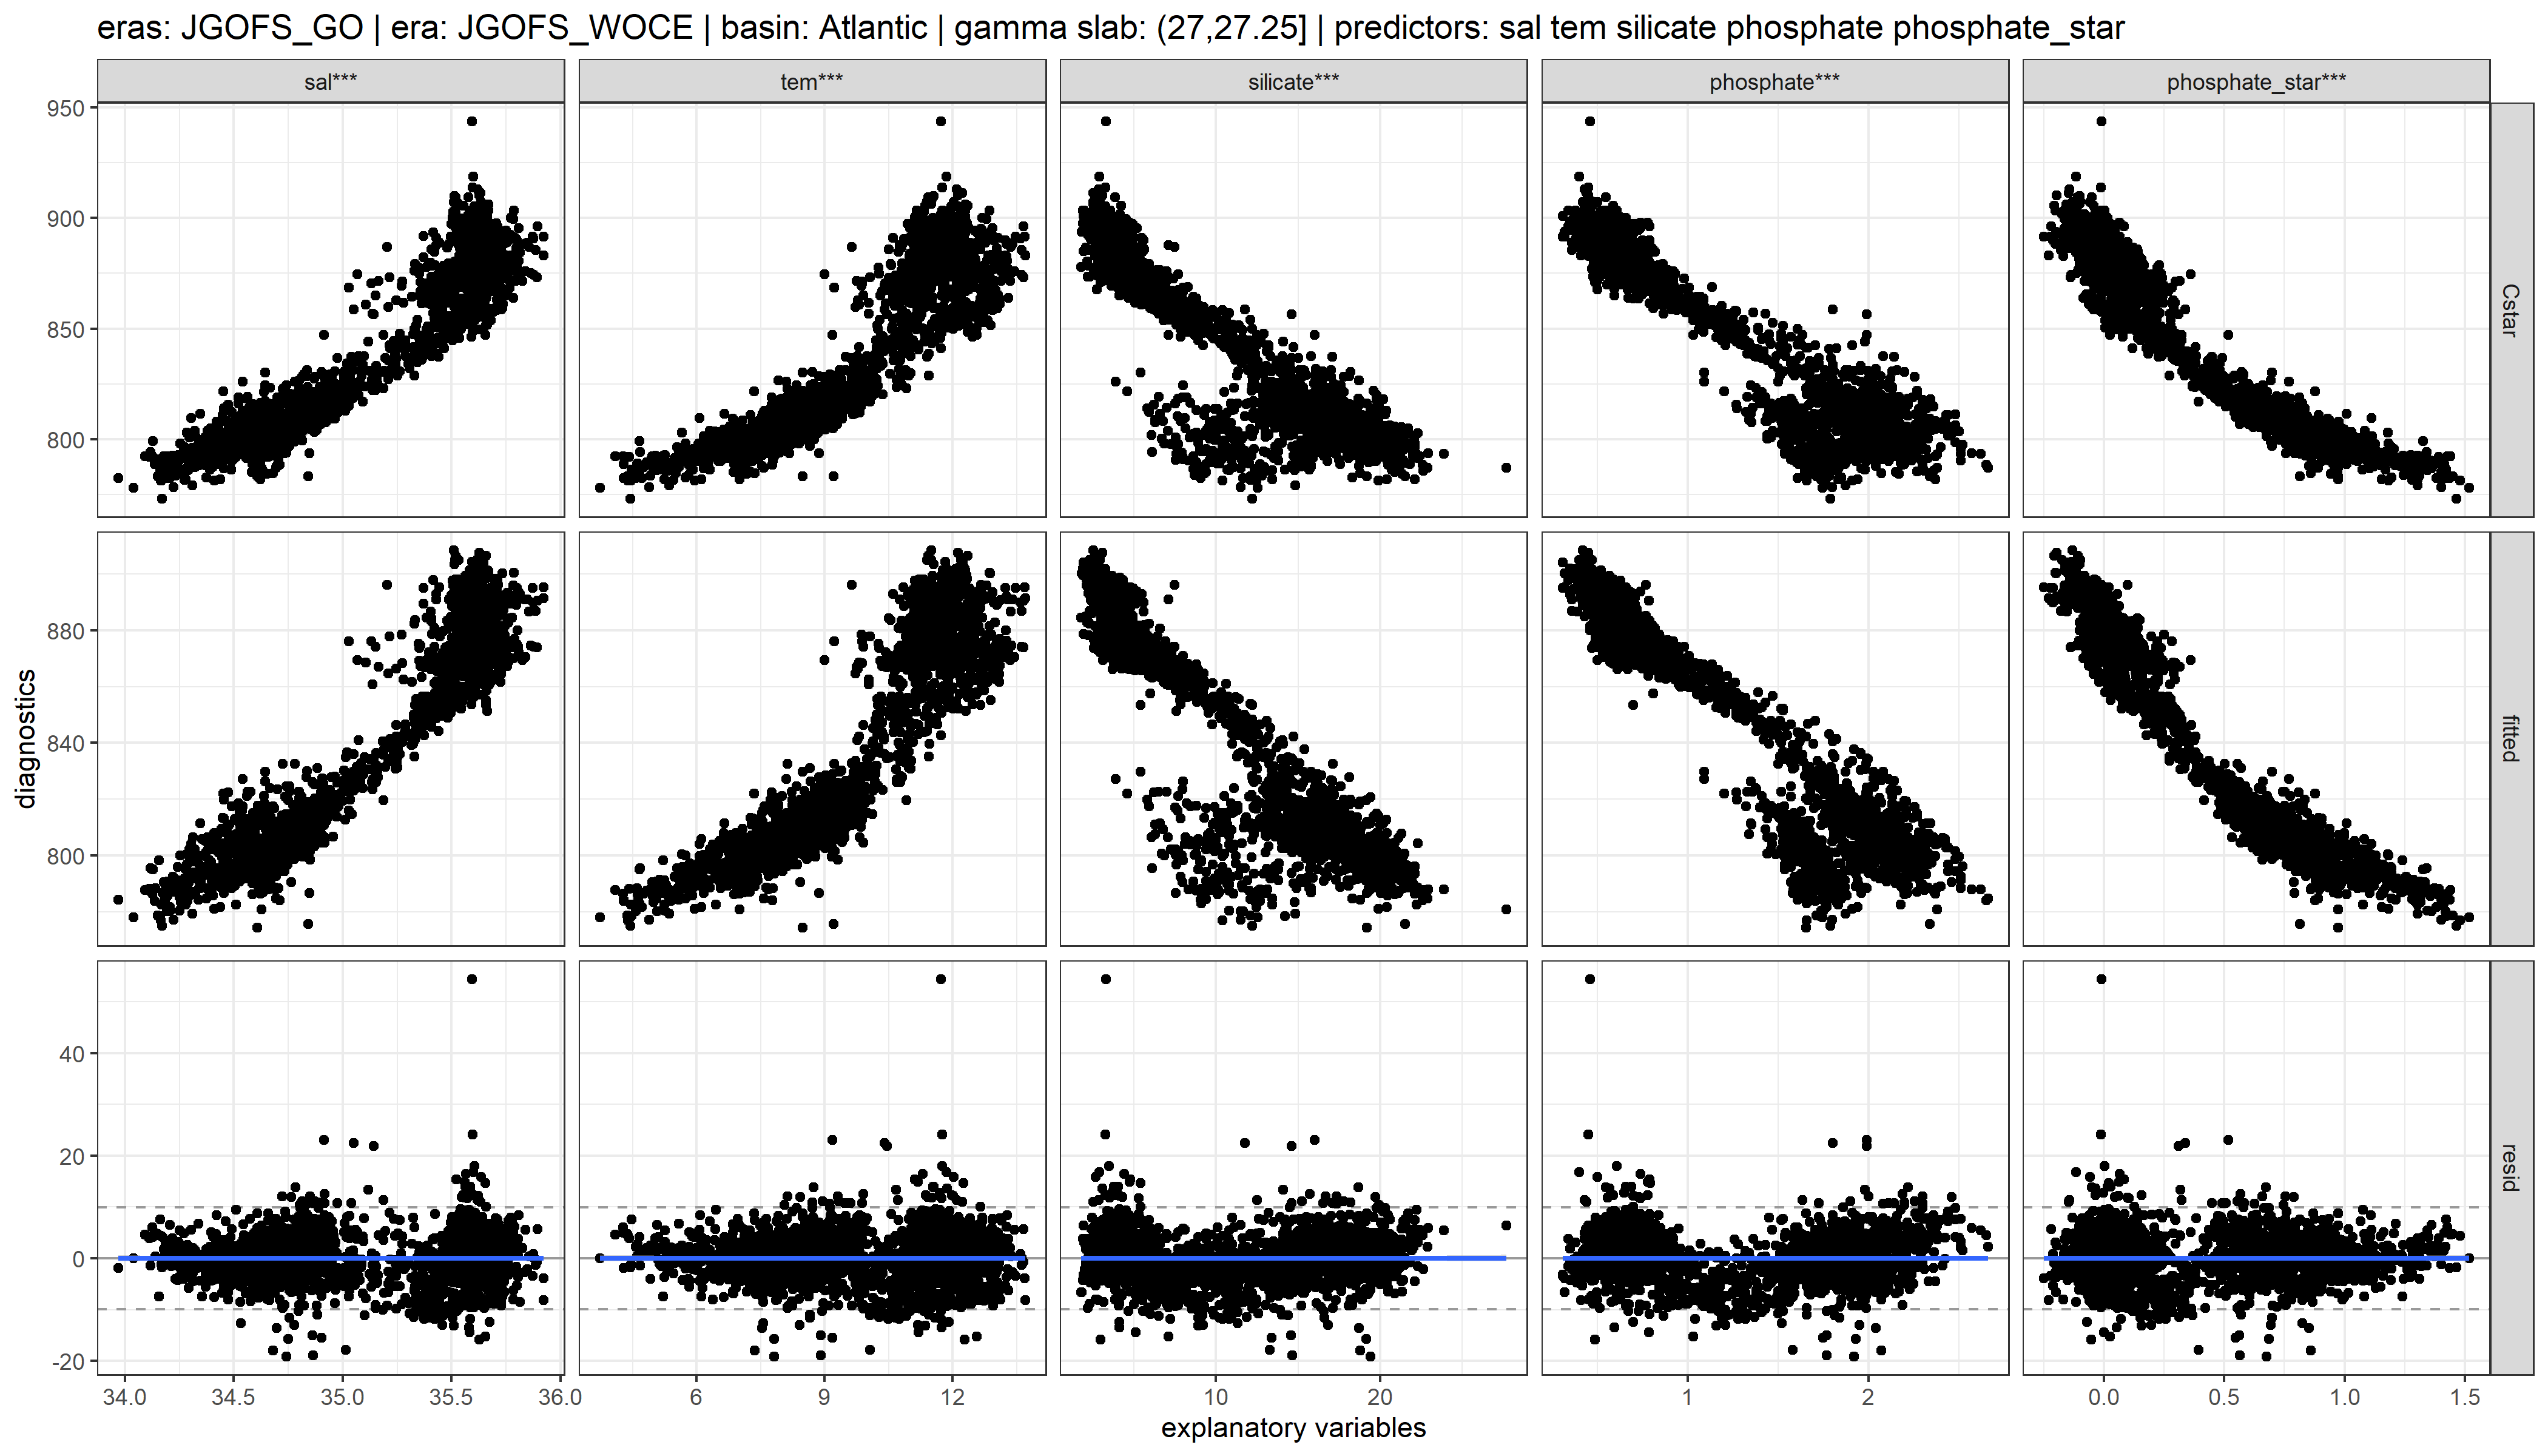 eras: JGOFS_GO | era: JGOFS_WOCE | basin: Atlantic | gamma slab: (27,27.25] | predictors: sal tem silicate phosphate phosphate_star
sal*** tem*** silicate*** phosphate*** phosphate_star***
950
900
850
800
Cstar
880
840
800
fitted
diagnostics
40
20
0
-20
resid
34.0 34.5 35.0 35.5 36.0 6 9 12 10 20 1 2 0.0 0.5 1.0 1.5
explanatory variables